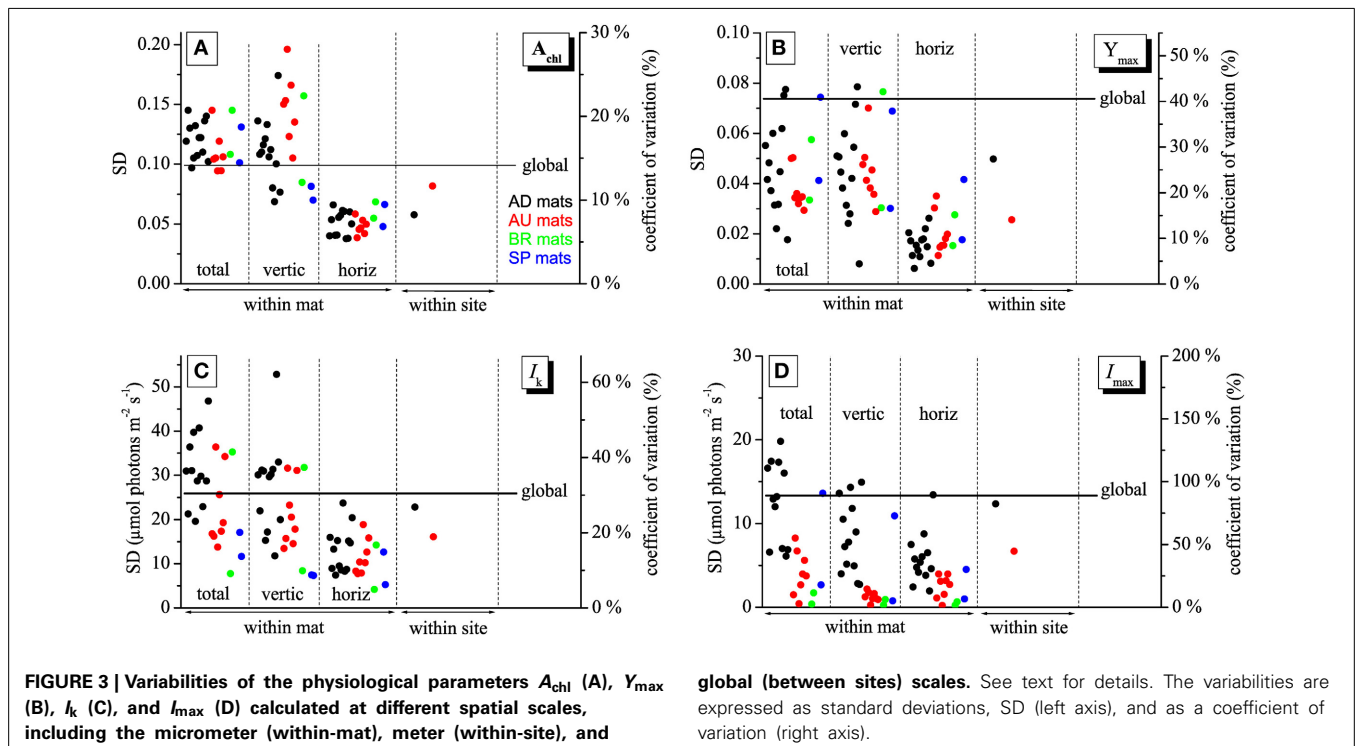 A
A_chl
0.20
0.15
0.10
0.05
0.00
SD
30 %
20 %
10 %
0 %
coefficient of variation (%)
global
AD mats
AU mats
BR mats
SP mats
total
vertic
horiz
within mat
within site
B
Y_max
0.10
0.08
0.06
0.04
0.02
0.00
SD
50 %
40 %
30 %
20 %
10 %
0 %
coefficient of variation (%)
vertic
horiz
global
total
within mat
within site
C
I_k
50
40
30
20
10
0
SD (µmol photons m⁻² s⁻¹)
60 %
40 %
20 %
0 %
coefficient of variation (%)
global
total
vertic
horiz
within mat
within site
D
I_max
30
20
10
0
SD (µmol photons m⁻² s⁻¹)
200 %
150 %
100 %
50 %
0 %
coefficient of variation (%)
total
vertic
horiz
global
within mat
within site
FIGURE 3 | Variabilities of the physiological parameters A_chl (A), Y_max
(B), I_k (C), and I_max (D) calculated at different spatial scales,
including the micrometer (within-mat), meter (within-site), and
global (between sites) scales. See text for details. The variabilities are
expressed as standard deviations, SD (left axis), and as a coefficient of
variation (right axis).